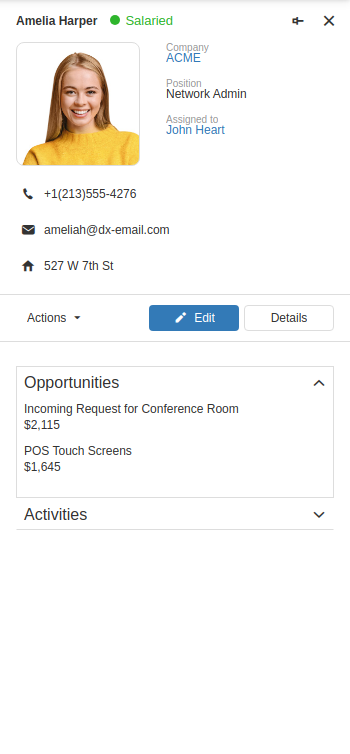 Amelia Harper Salaried
Company
ACME
Position
Network Admin
Assigned to
John Heart
+1(213)555-4276
ameliah@dx-email.com
527 W 7th St
Actions Edit Details
Opportunities
Incoming Request for Conference Room
$2,115
POS Touch Screens
$1,645
Activities